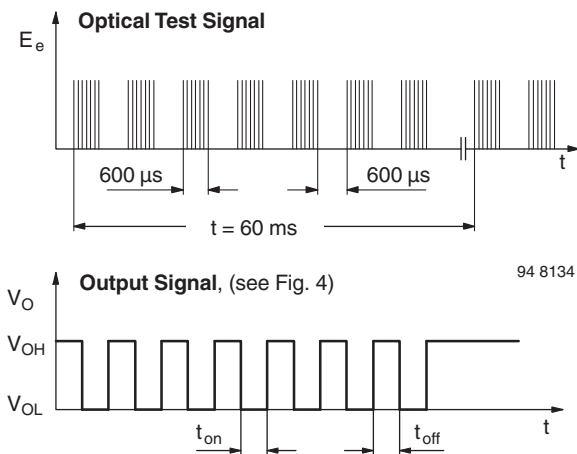 Optical Test Signal
Eₑ
t
600 µs
600 µs
t = 60 ms
94 8134
Output Signal, (see Fig. 4)
V_O
V_OH
V_OL
t_on
t_off
t